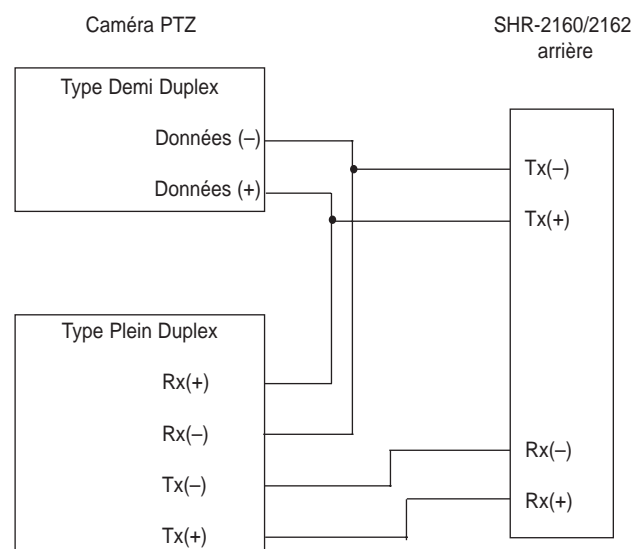 Caméra PTZ
SHR-2160/2162
arrière
Type Demi Duplex
Données (–)
Données (+)
Tx(–)
Tx(+)
Type Plein Duplex
Rx(+)
Rx(–)
Tx(–)
Tx(+)
Rx(–)
Rx(+)